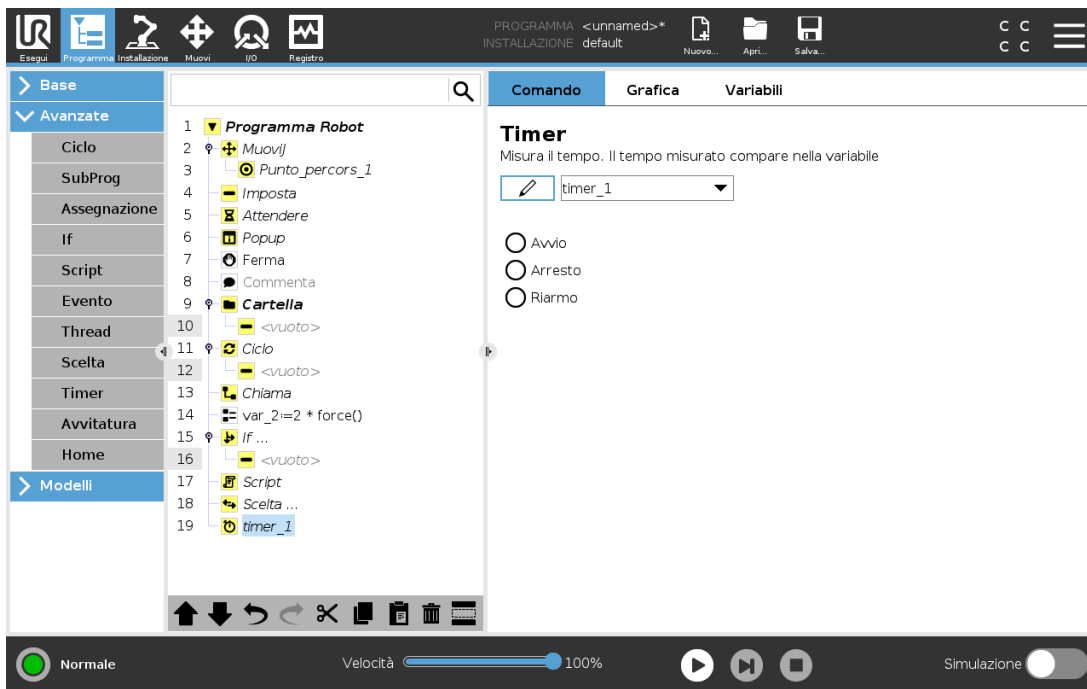 PROGRAMMA <unnamed>*
INSTALLAZIONE default
Esegui Programma Installazione Muovi I/O Registro Nuovo... Apri... Salva...
C C
C C
Base
Avanzate
Ciclo
SubProg
Assegnazione
If
Script
Evento
Thread
Scelta
Timer
Avvitatura
Home
Modelli
1 Programma Robot
2 MuoviJ
3 Punto_percors_1
4 Imposta
5 Attendere
6 Popup
7 Ferma
8 Commenta
9 Cartella
10 <vuoto>
11 Ciclo
12 <vuoto>
13 Chiama
14 var_2:=2 * force()
15 If ...
16 <vuoto>
17 Script
18 Scelta ...
19 timer_1
Comando Grafica Variabili
Timer
Misura il tempo. Il tempo misurato compare nella variabile
timer_1
Avvio
Arresto
Riarmo
Normale Velocità 100% Simulazione